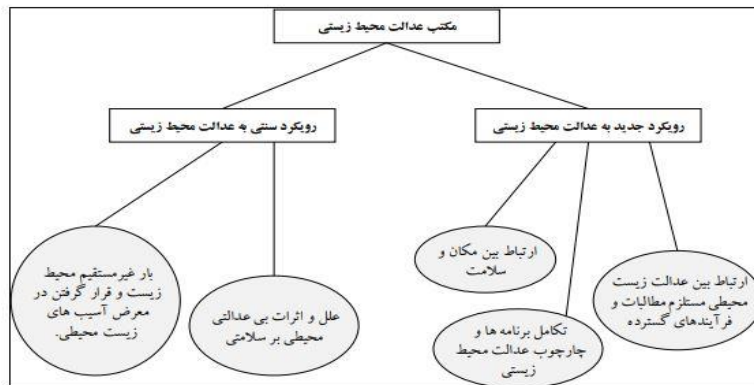 مکتب عدالت محیط زیستی
رویکرد جدید به عدالت محیط زیستی
رویکرد سنتی به عدالت محیط زیستی
ارتباط بین مکان و
سلامت
ارتباط بین عدالت زیست
محیطی مستلزم مطالبات و
فرآیندهای گسترده
تکامل برنامه ها و
چارچوب عدالت محیط
زیستی
علل و اثرات بی عدالتی
محیطی بر سلامتی
بار غیرمستقیم محیط
زیست و قرار گرفتن در
معرض آسیب های
زیست محیطی.